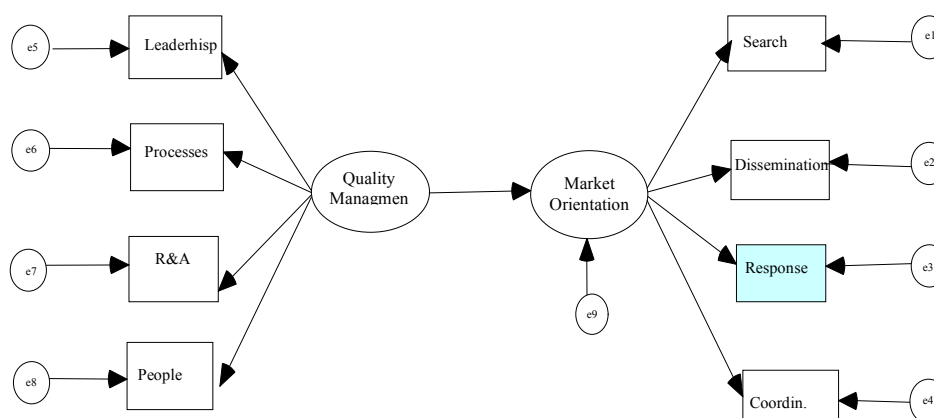 e5
Leaderhisp
Search
e1
e6
Processes
Quality
Managmen
Market
Orientation
Dissemination
e2
e7
R&A
Response
e3
e9
e8
People
Coordin.
e4